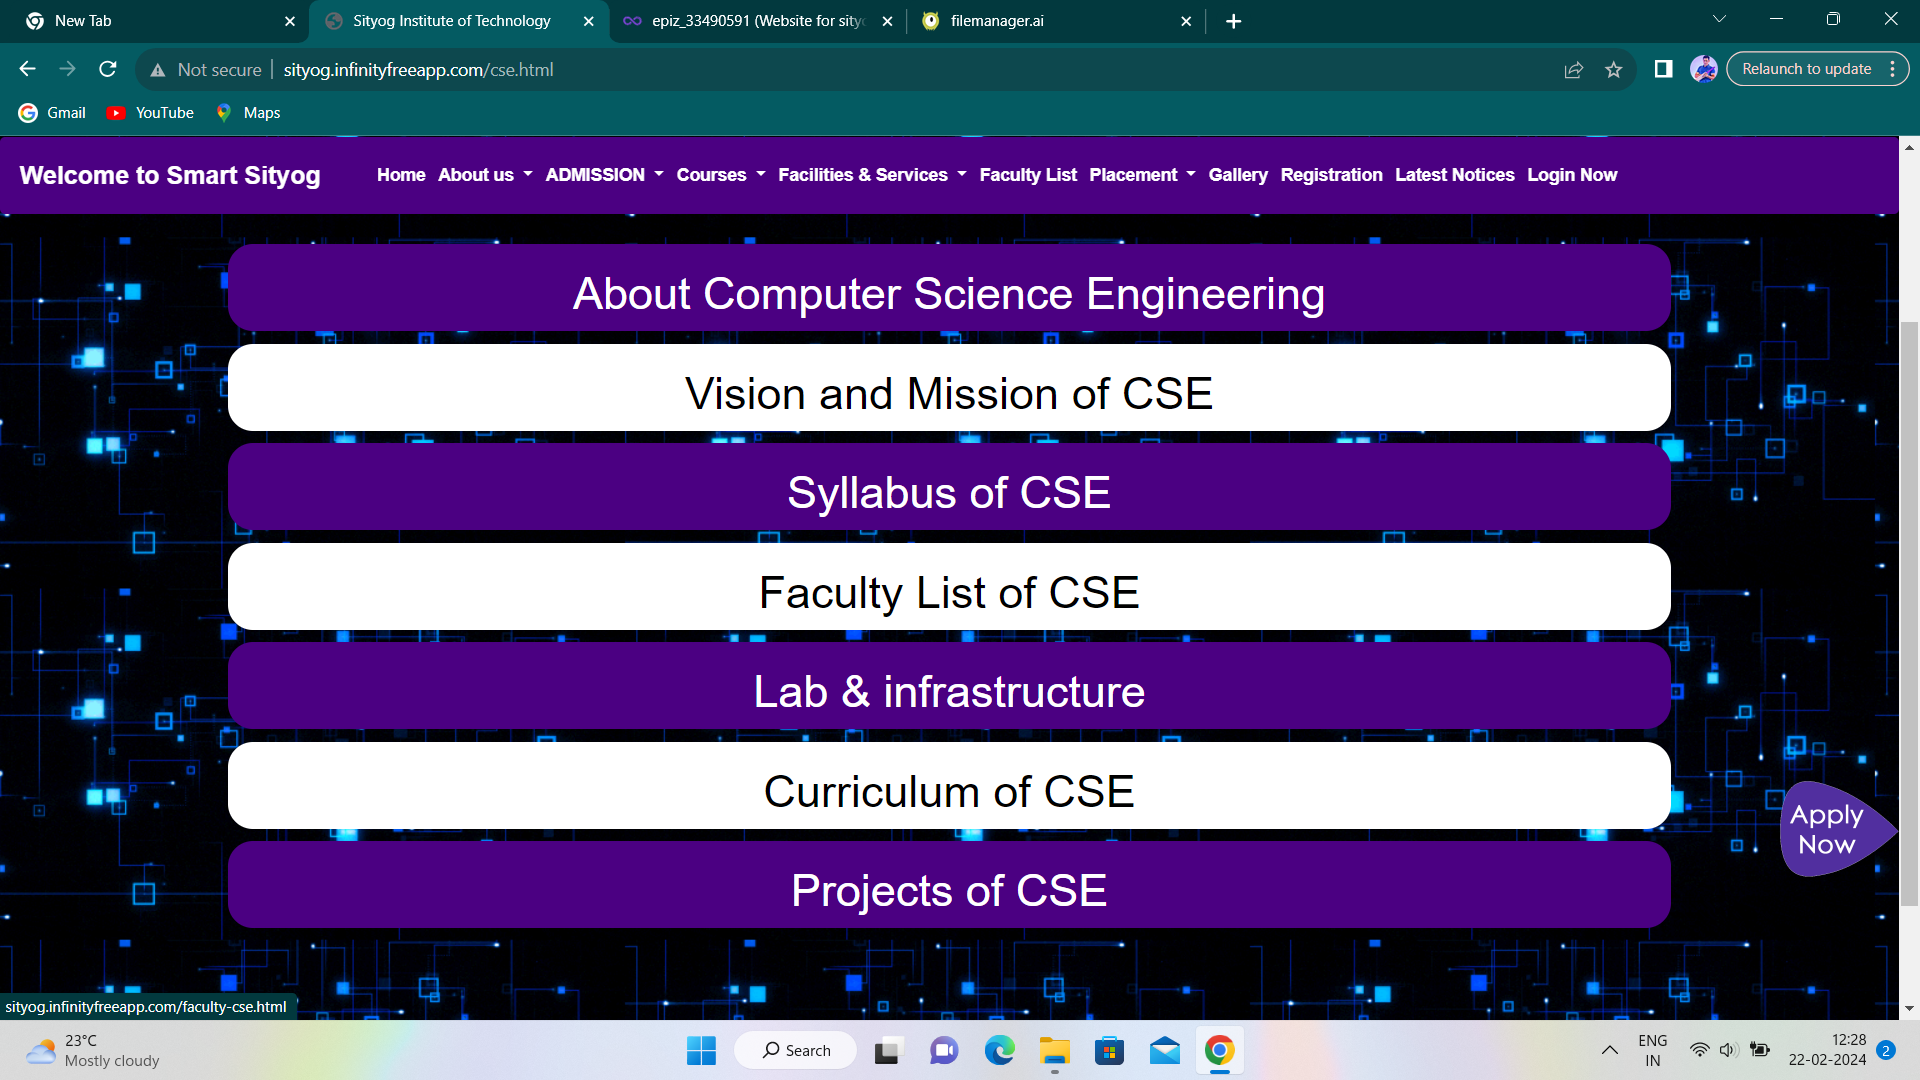 New Tab
Sityog Institute of Technology
epiz_33490591 (Website for sityo
filemanager.ai
Not secure
sityog.infinityfreeapp.com/cse.html
Relaunch to update
Gmail
YouTube
Maps
Welcome to Smart Sityog
Home
About us
ADMISSION
Courses
Facilities & Services
Faculty List
Placement
Gallery
Registration
Latest Notices
Login Now
About Computer Science Engineering
Vision and Mission of CSE
Syllabus of CSE
Faculty List of CSE
Lab & infrastructure
Curriculum of CSE
Projects of CSE
Apply
Now
sityog.infinityfreeapp.com/faculty-cse.html
23°C
Mostly cloudy
Search
ENG
IN
12:28
22-02-2024
2